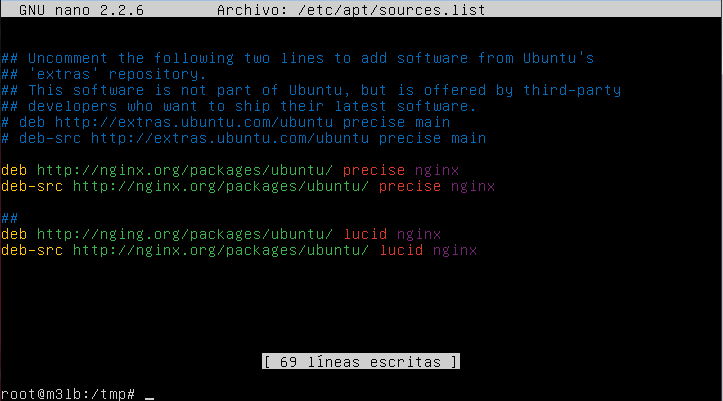 GNU nano 2.2.6 Archivo: /etc/apt/sources.list
## Uncomment the following two lines to add software from Ubuntu's
## 'extras' repository.
## This software is not part of Ubuntu, but is offered by third-party
## developers who want to ship their latest software.
# deb http://extras.ubuntu.com/ubuntu precise main
# deb-src http://extras.ubuntu.com/ubuntu precise main
deb http://nginx.org/packages/ubuntu/ precise nginx
deb-src http://nginx.org/packages/ubuntu/ precise nginx
##
deb http://nging.org/packages/ubuntu/ lucid nginx
deb-src http://nginx.org/packages/ubuntu/ lucid nginx
[ 69 líneas escritas ]
root@m3lb:/tmp# _